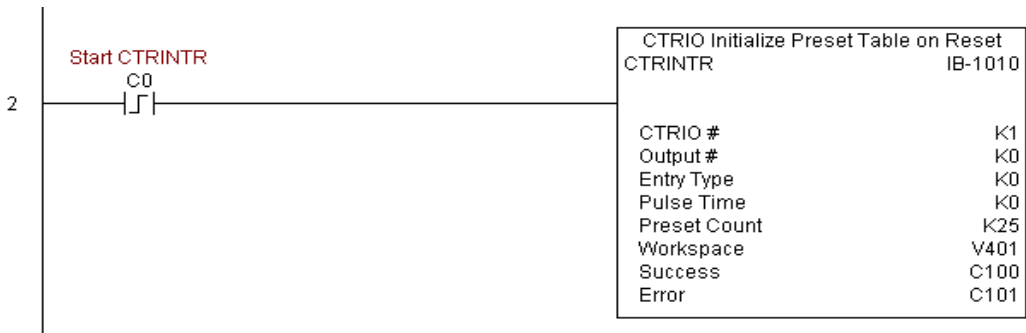 Start CTRINTR
C0
2
CTRIO Initialize Preset Table on Reset
CTRINTR IB-1010
CTRIO # K1
Output # K0
Entry Type K0
Pulse Time K0
Preset Count K25
Workspace V401
Success C100
Error C101